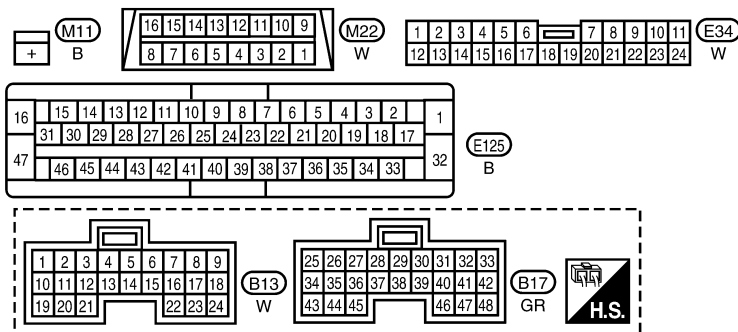 + M11 B
16 15 14 13 12 11 10 9 M22
8 7 6 5 4 3 2 1 W
1 2 3 4 5 6 7 8 9 10 11 E34
12 13 14 15 16 17 18 19 20 21 22 23 24 W
16 15 14 13 12 11 10 9 8 7 6 5 4 3 2 1
31 30 29 28 27 26 25 24 23 22 21 20 19 18 17
47 46 45 44 43 42 41 40 39 38 37 36 35 34 33 32
E125
B
1 2 3 4 5 6 7 8 9
10 11 12 13 14 15 16 17 18
19 20 21 22 23 24
B13
W
25 26 27 28 29 30 31 32 33
34 35 36 37 38 39 40 41 42
43 44 45 46 47 48
B17
GR
H.S.